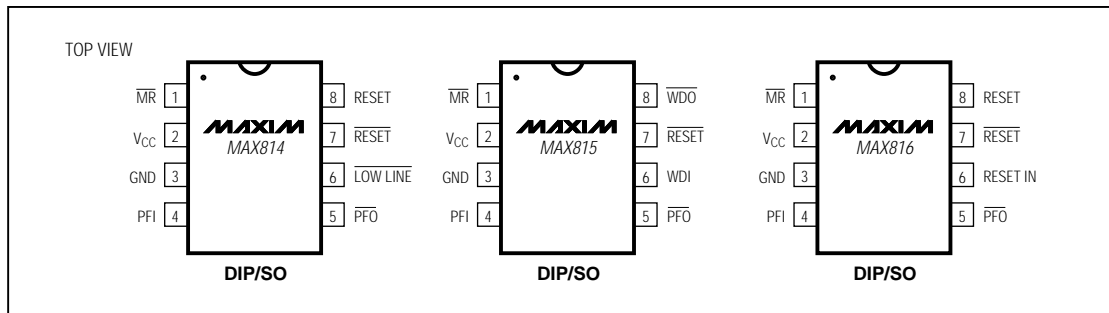 TOP VIEW
MR 1 8 RESET
VCC 2 7 RESET
GND 3 6 LOW LINE
PFI 4 5 PFO
MAXIM
MAX814
DIP/SO
MR 1 8 WDO
VCC 2 7 RESET
GND 3 6 WDI
PFI 4 5 PFO
MAXIM
MAX815
DIP/SO
MR 1 8 RESET
VCC 2 7 RESET
GND 3 6 RESET IN
PFI 4 5 PFO
MAXIM
MAX816
DIP/SO